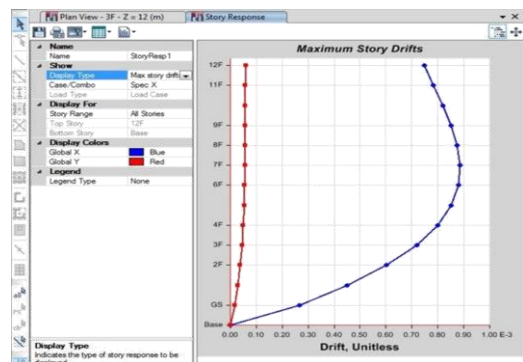 Plan View - 3F - Z = 12 (m)
Story Response
Name
Name StoryResp1
Show
Display Type Max story drifts
Case/Combo Spec X
Load Type Load Case
Display For
Story Range All Stories
Top Story 12F
Bottom Story Base
Display Colors
Global X Blue
Global Y Red
Legend
Legend Type None
Display Type
Indicates the type of story response to be
displayed
Maximum Story Drifts
12F
11F
9F
8F
7F
6F
4F
3F
2F
GS
Base
0.00 0.10 0.20 0.30 0.40 0.50 0.60 0.70 0.80 0.90 1.00 E-3
Drift, Unitless